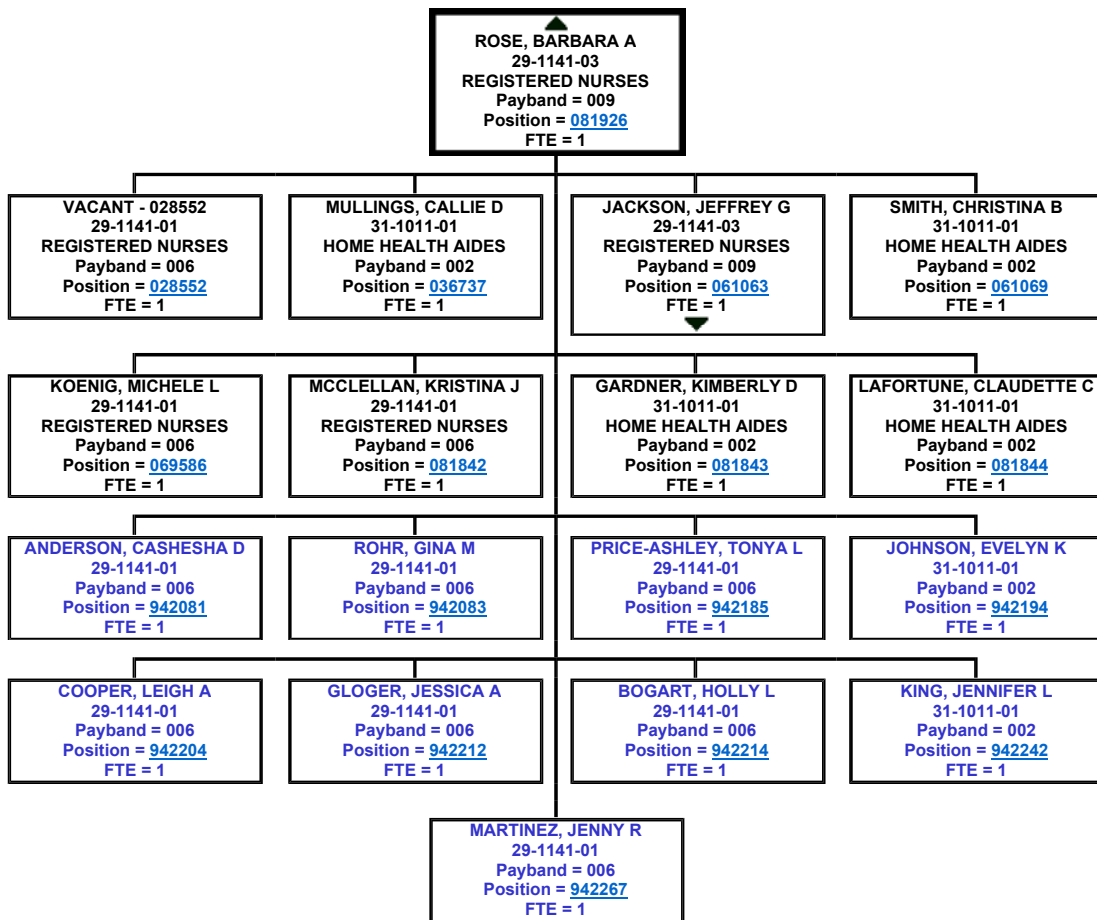 ROSE, BARBARA A
29-1141-03
REGISTERED NURSES
Payband = 009
Position = 081926
FTE = 1
VACANT - 028552
29-1141-01
REGISTERED NURSES
Payband = 006
Position = 028552
FTE = 1
MULLINGS, CALLIE D
31-1011-01
HOME HEALTH AIDES
Payband = 002
Position = 036737
FTE = 1
JACKSON, JEFFREY G
29-1141-03
REGISTERED NURSES
Payband = 009
Position = 061063
FTE = 1
SMITH, CHRISTINA B
31-1011-01
HOME HEALTH AIDES
Payband = 002
Position = 061069
FTE = 1
KOENIG, MICHELE L
29-1141-01
REGISTERED NURSES
Payband = 006
Position = 069586
FTE = 1
MCCLELLAN, KRISTINA J
29-1141-01
REGISTERED NURSES
Payband = 006
Position = 081842
FTE = 1
GARDNER, KIMBERLY D
31-1011-01
HOME HEALTH AIDES
Payband = 002
Position = 081843
FTE = 1
LAFORTUNE, CLAUDETTE C
31-1011-01
HOME HEALTH AIDES
Payband = 002
Position = 081844
FTE = 1
ANDERSON, CASHESHA D
29-1141-01
Payband = 006
Position = 942081
FTE = 1
ROHR, GINA M
29-1141-01
Payband = 006
Position = 942083
FTE = 1
PRICE-ASHLEY, TONYA L
29-1141-01
Payband = 006
Position = 942185
FTE = 1
JOHNSON, EVELYN K
31-1011-01
Payband = 002
Position = 942194
FTE = 1
COOPER, LEIGH A
29-1141-01
Payband = 006
Position = 942204
FTE = 1
GLOGER, JESSICA A
29-1141-01
Payband = 006
Position = 942212
FTE = 1
BOGART, HOLLY L
29-1141-01
Payband = 006
Position = 942214
FTE = 1
KING, JENNIFER L
31-1011-01
Payband = 002
Position = 942242
FTE = 1
MARTINEZ, JENNY R
29-1141-01
Payband = 006
Position = 942267
FTE = 1